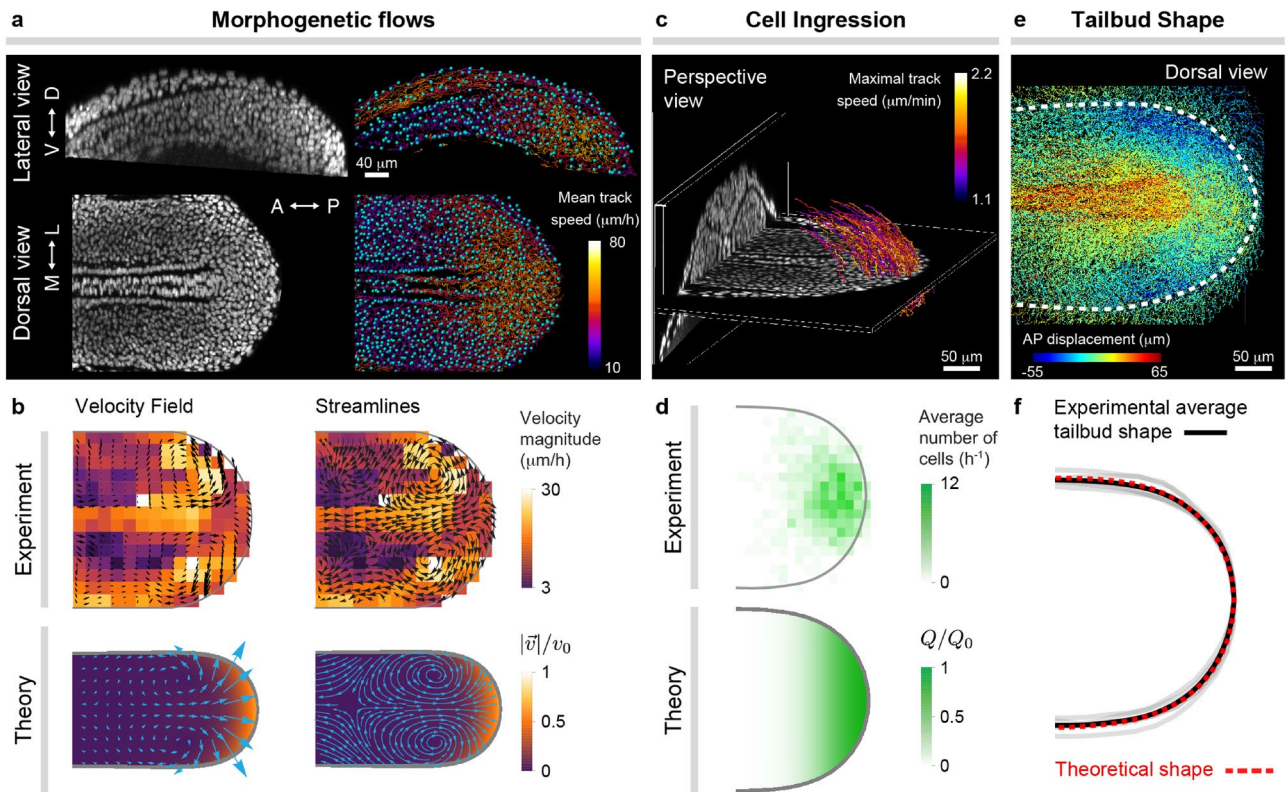 a Morphogenetic flows
Lateral view
V ↔ D
40 μm
Dorsal view
M ↔ L
A ↔ P
Mean track
speed (μm/h)
80
10
b Velocity Field Streamlines
Velocity
magnitude
(μm/h)
30
3
Experiment
Theory
|v⃗|/v₀
1
0.5
0
c Cell Ingression
Perspective
view
Maximal track
speed (μm/min)
2.2
1.1
50 μm
d
Average
number of
cells (h⁻¹)
12
0
Experiment
Theory
Q/Q₀
1
0.5
0
e Tailbud Shape
Dorsal view
AP displacement (μm)
-55 65
50 μm
f Experimental average
tailbud shape
Theoretical shape